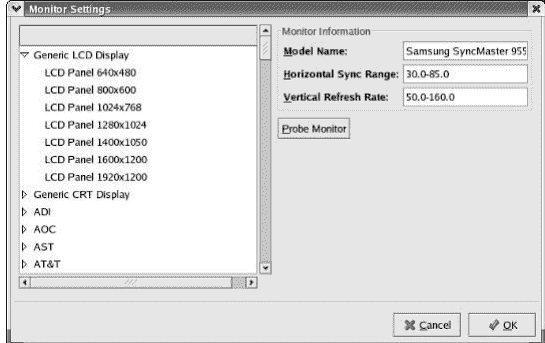 Monitor Settings
Generic LCD Display
LCD Panel 640x480
LCD Panel 800x600
LCD Panel 1024x768
LCD Panel 1280x1024
LCD Panel 1400x1050
LCD Panel 1600x1200
LCD Panel 1920x1200
Generic CRT Display
ADI
AOC
AST
AT&T
Monitor Information
Model Name: Samsung SyncMaster 955
Horizontal Sync Range: 30.0-85.0
Vertical Refresh Rate: 50.0-160.0
Probe Monitor
Cancel
OK